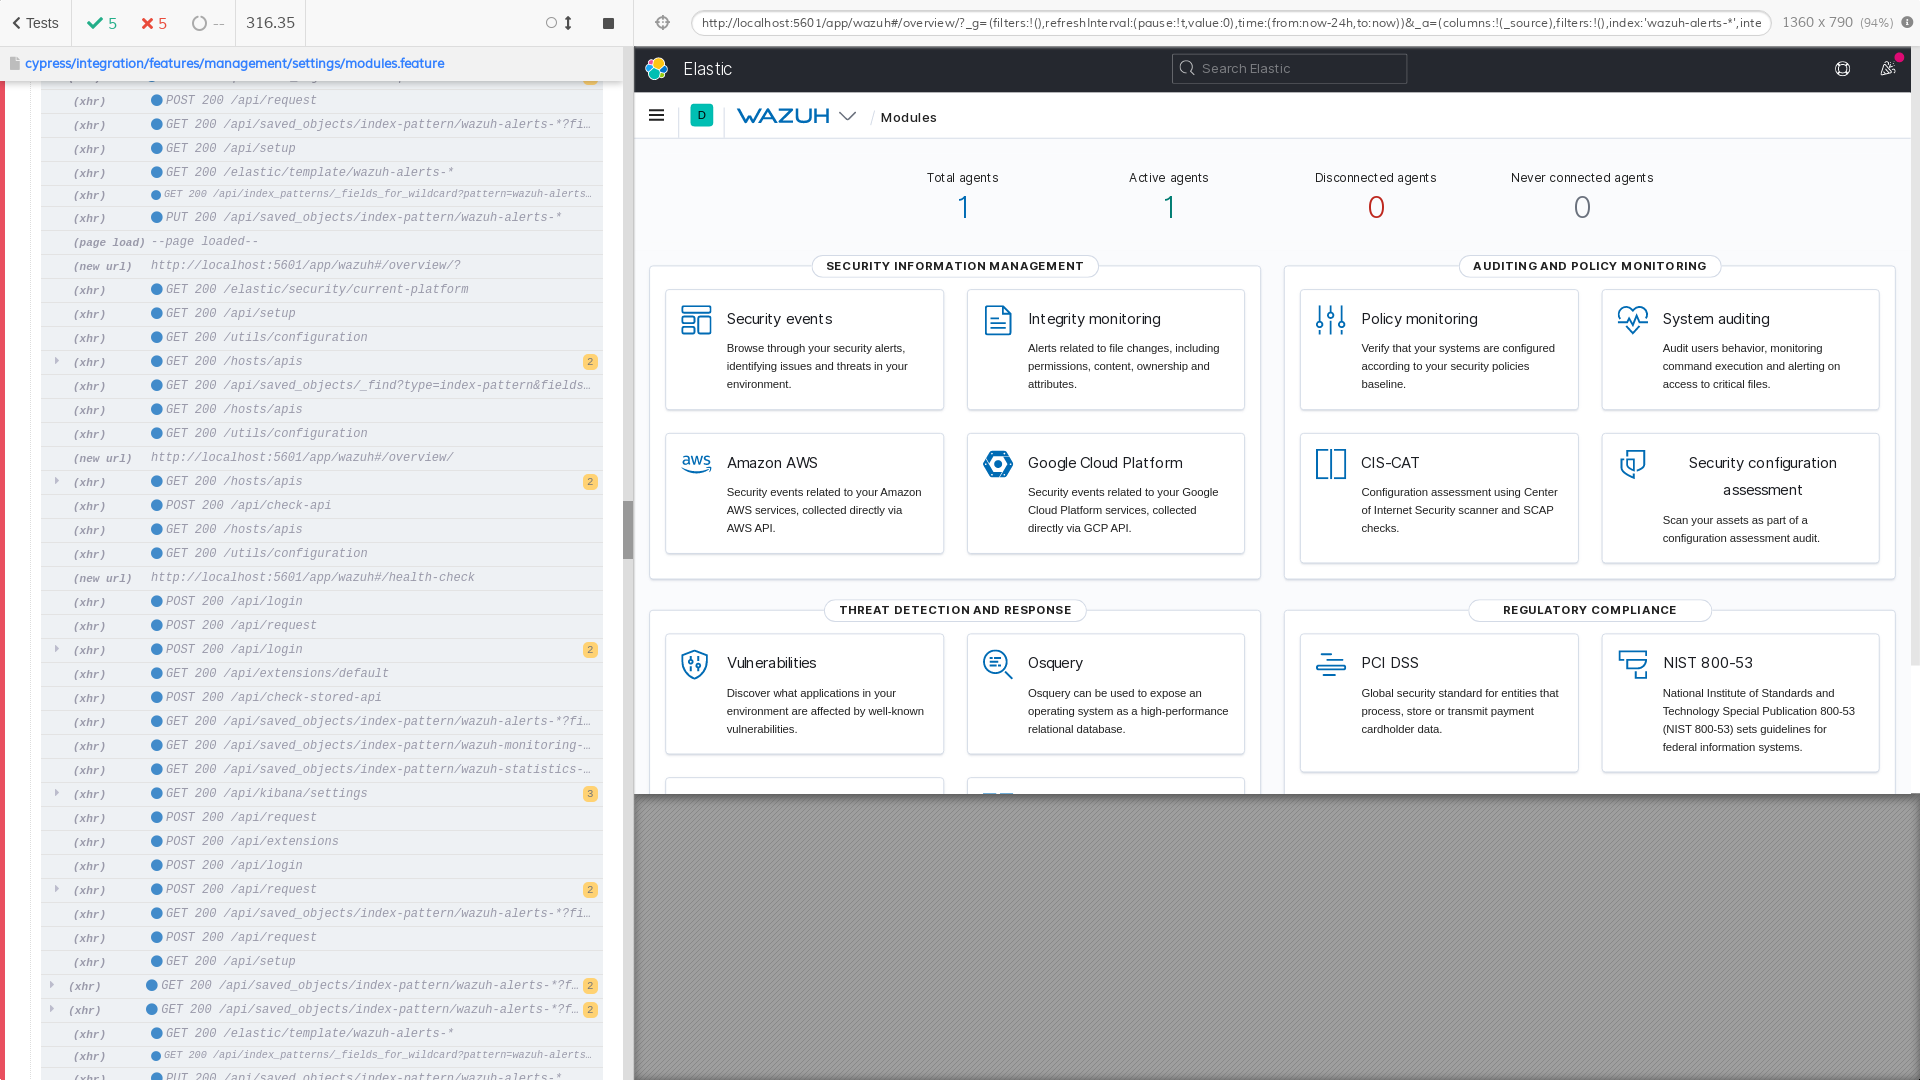 Tests
5
5
--
316.35
http://localhost:5601/app/wazuh#/overview/?_g=(filters:!(),refreshInterval:(pause:!t,value:0),time:(from:now-24h,to:now))&_a=(columns:!(_source),filters:!(),index:'wazuh-alerts-*',inte
1360 x 790 (94%)
cypress/integration/features/management/settings/modules.feature
(xhr) POST 200 /api/request
(xhr) GET 200 /api/saved_objects/index-pattern/wazuh-alerts-*?fi…
(xhr) GET 200 /api/setup
(xhr) GET 200 /elastic/template/wazuh-alerts-*
(xhr) GET 200 /api/index_patterns/_fields_for_wildcard?pattern=wazuh-alerts…
(xhr) PUT 200 /api/saved_objects/index-pattern/wazuh-alerts-*
(page load) --page loaded--
(new url) http://localhost:5601/app/wazuh#/overview/?
(xhr) GET 200 /elastic/security/current-platform
(xhr) GET 200 /api/setup
(xhr) GET 200 /utils/configuration
(xhr) GET 200 /hosts/apis 2
(xhr) GET 200 /api/saved_objects/_find?type=index-pattern&fields…
(xhr) GET 200 /hosts/apis
(xhr) GET 200 /utils/configuration
(new url) http://localhost:5601/app/wazuh#/overview/
(xhr) GET 200 /hosts/apis 2
(xhr) POST 200 /api/check-api
(xhr) GET 200 /hosts/apis
(xhr) GET 200 /utils/configuration
(new url) http://localhost:5601/app/wazuh#/health-check
(xhr) POST 200 /api/login
(xhr) POST 200 /api/request
(xhr) POST 200 /api/login 2
(xhr) GET 200 /api/extensions/default
(xhr) POST 200 /api/check-stored-api
(xhr) GET 200 /api/saved_objects/index-pattern/wazuh-alerts-*?fi…
(xhr) GET 200 /api/saved_objects/index-pattern/wazuh-monitoring-…
(xhr) GET 200 /api/saved_objects/index-pattern/wazuh-statistics-…
(xhr) GET 200 /api/kibana/settings 3
(xhr) POST 200 /api/request
(xhr) POST 200 /api/extensions
(xhr) POST 200 /api/login
(xhr) POST 200 /api/request 2
(xhr) GET 200 /api/saved_objects/index-pattern/wazuh-alerts-*?fi…
(xhr) POST 200 /api/request
(xhr) GET 200 /api/setup
(xhr) GET 200 /api/saved_objects/index-pattern/wazuh-alerts-*?f… 2
(xhr) GET 200 /api/saved_objects/index-pattern/wazuh-alerts-*?f… 2
(xhr) GET 200 /elastic/template/wazuh-alerts-*
(xhr) GET 200 /api/index_patterns/_fields_for_wildcard?pattern=wazuh-alerts…
(xhr) PUT 200 /api/saved_objects/index-pattern/wazuh-alerts-*
Elastic
Search Elastic
D
WAZUH
/ Modules
Total agents
1
Active agents
1
Disconnected agents
0
Never connected agents
0
SECURITY INFORMATION MANAGEMENT
Security events
Browse through your security alerts,
identifying issues and threats in your
environment.
Integrity monitoring
Alerts related to file changes, including
permissions, content, ownership and
attributes.
aws
Amazon AWS
Security events related to your Amazon
AWS services, collected directly via
AWS API.
Google Cloud Platform
Security events related to your Google
Cloud Platform services, collected
directly via GCP API.
AUDITING AND POLICY MONITORING
Policy monitoring
Verify that your systems are configured
according to your security policies
baseline.
System auditing
Audit users behavior, monitoring
command execution and alerting on
access to critical files.
CIS-CAT
Configuration assessment using Center
of Internet Security scanner and SCAP
checks.
Security configuration
assessment
Scan your assets as part of a
configuration assessment audit.
THREAT DETECTION AND RESPONSE
Vulnerabilities
Discover what applications in your
environment are affected by well-known
vulnerabilities.
Osquery
Osquery can be used to expose an
operating system as a high-performance
relational database.
REGULATORY COMPLIANCE
PCI DSS
Global security standard for entities that
process, store or transmit payment
cardholder data.
NIST 800-53
National Institute of Standards and
Technology Special Publication 800-53
(NIST 800-53) sets guidelines for
federal information systems.